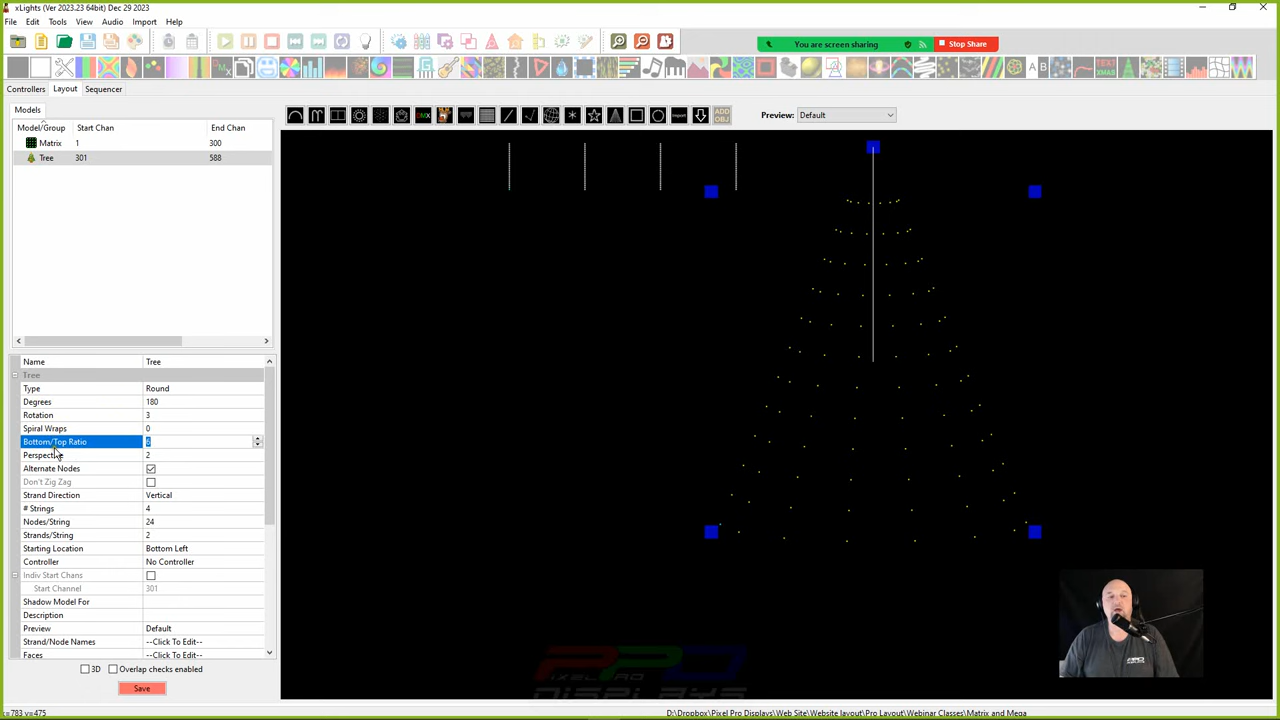 xLights (Ver 2023.23 64bit) Dec 29 2023
File Edit Tools View Audio Import Help
You are screen sharing
Stop Share
Controllers Layout Sequencer
Models
Preview: Default
Model/Group Start Chan End Chan
Matrix 1 300
Tree 301 588
Name Tree
Tree
Type Round
Degrees 180
Rotation 3
Spiral Wraps 0
Bottom/Top Ratio 6
Perspective 2
Alternate Nodes
Don't Zig Zag
Strand Direction Vertical
# Strings 4
Nodes/String 24
Strands/String 2
Starting Location Bottom Left
Controller No Controller
Indiv Start Chans
Start Channel 301
Shadow Model For
Description
Preview Default
Strand/Node Names --Click To Edit--
Faces --Click To Edit--
3D Overlap checks enabled
Save
PIXEL PRO
DISPLAYS
x=783 y=475
D:\Dropbox\Pixel Pro Displays\Web Site\Website layout\Pro Layout\Webinar Classes\Matrix and Mega